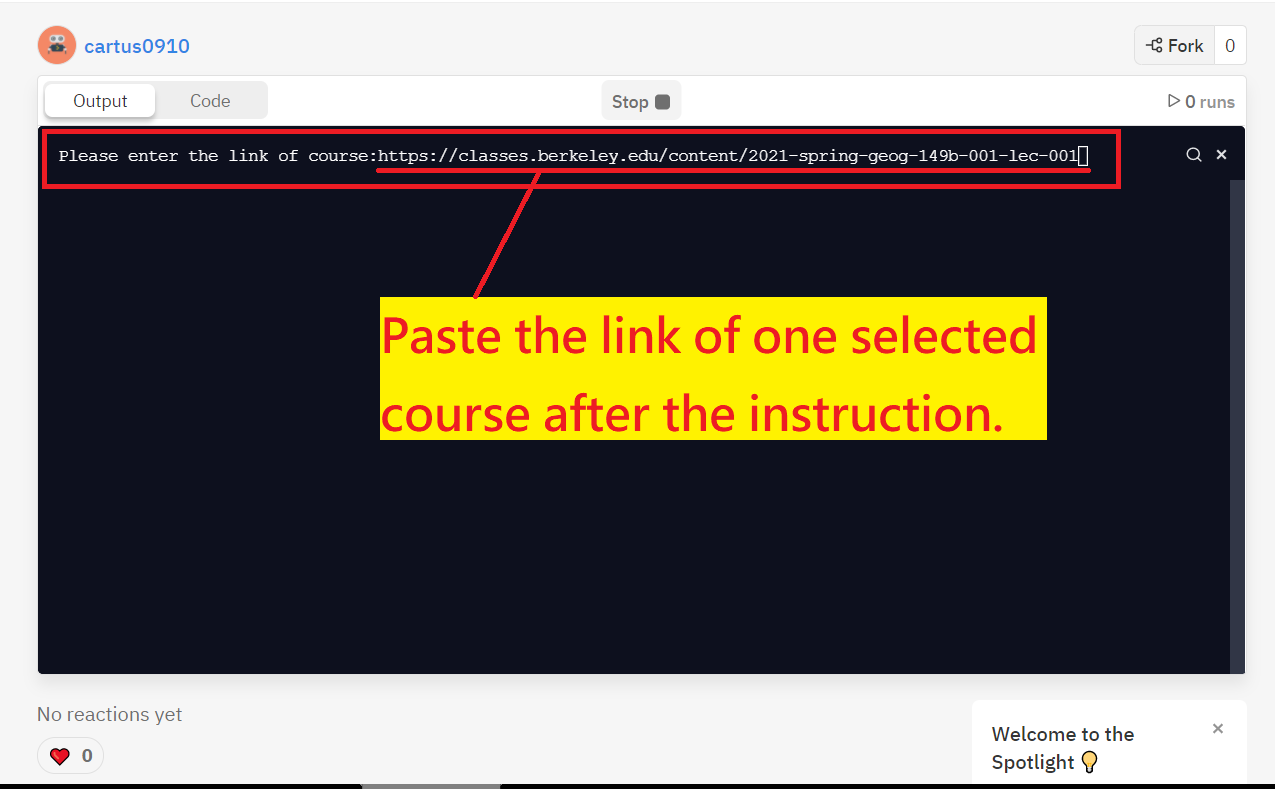 cartus0910
Fork 0
Output Code Stop 0 runs
Please enter the link of course:https://classes.berkeley.edu/content/2021-spring-geog-149b-001-lec-001
Paste the link of one selected
course after the instruction.
No reactions yet
0
Welcome to the
Spotlight